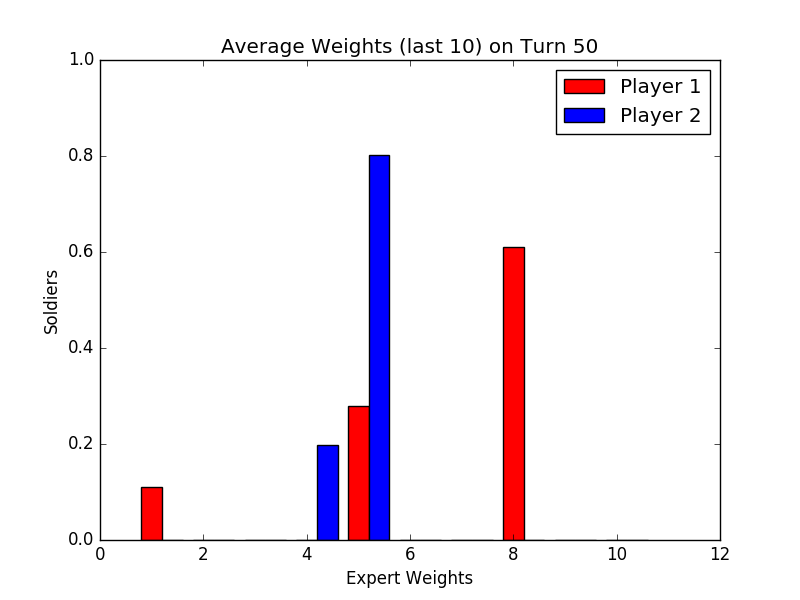 Average Weights (last 10) on Turn 50
Player 1
Player 2
1.0
0.8
0.6
0.4
0.2
0.0
Soldiers
0 2 4 6 8 10 12
Expert Weights